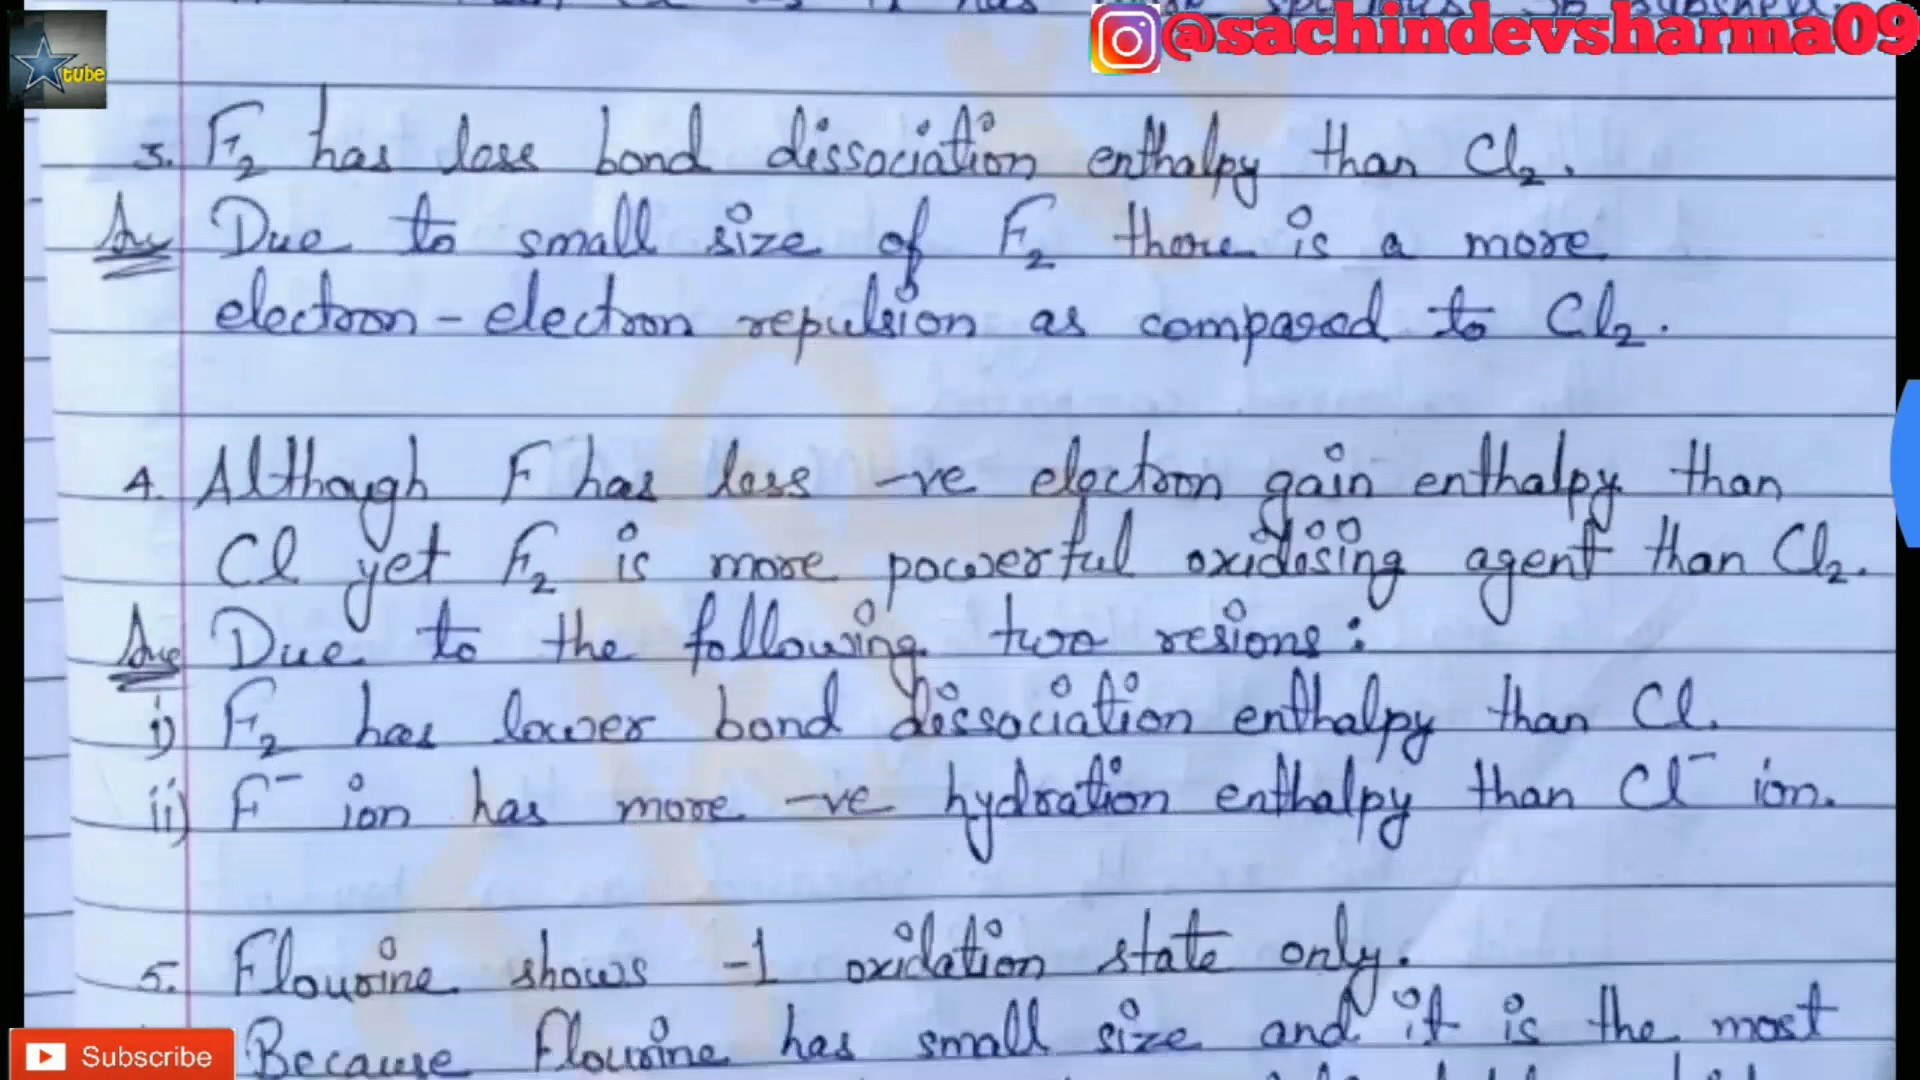 @sachindevsharma09
tube
3. F₂ has less bond dissociation enthalpy than Cl₂.
Ans Due to small size of F₂ there is a more
electron-electron repulsion as compared to Cl₂.
4. Although F has less -ve electron gain enthalpy than
Cl yet F₂ is more powerful oxidising agent than Cl₂.
Ans Due to the following two resions:
i) F₂ has lower bond dissociation enthalpy than Cl.
ii) F⁻ ion has more -ve hydration enthalpy than Cl⁻ ion.
5. Flourine shows -1 oxidation state only.
Because Flourine has small size and it is the most
Subscribe